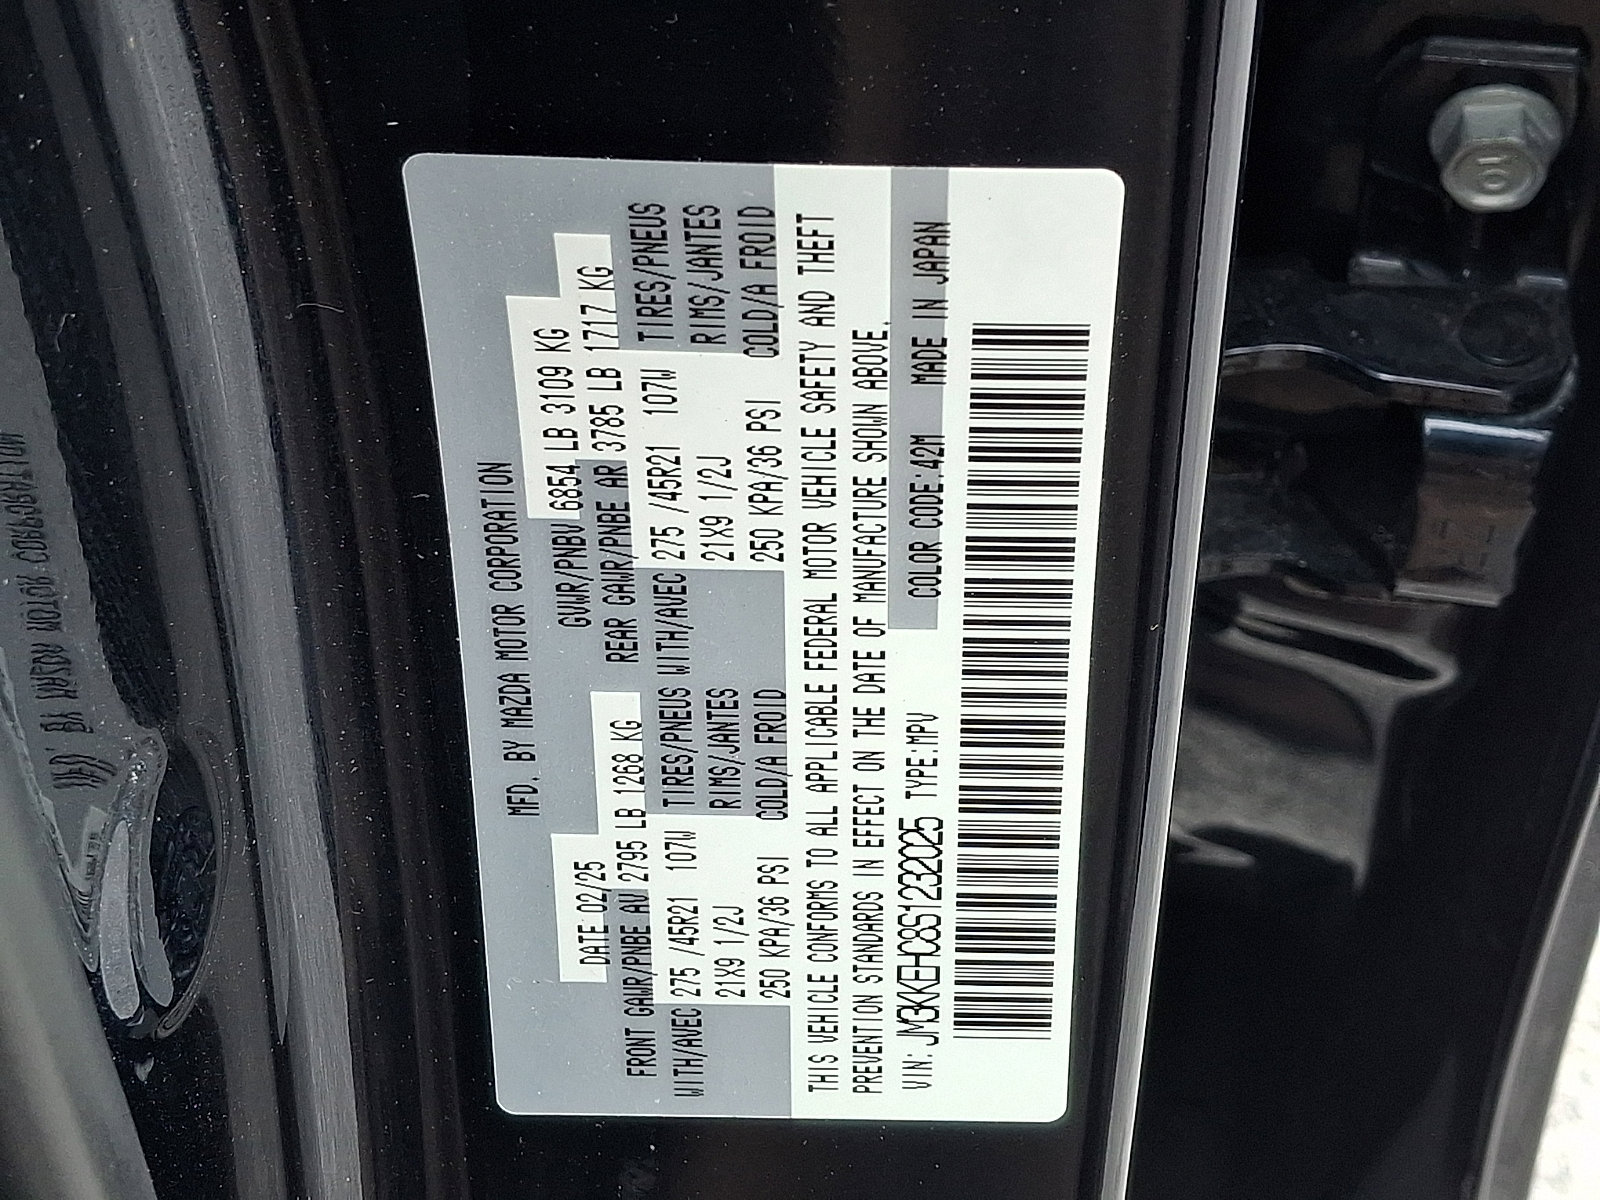 MFD. BY MAZDA MOTOR CORPORATION
DATE 02/25 GVWR/PNBV 6854 LB 3109 KG
FRONT GAWR/PNBE AV 2795 LB 1268 KG REAR GAWR/PNBE AR 3785 LB 1717 KG
WITH/AVEC 275 /45R21 107W TIRES/PNEUS WITH/AVEC 275 /45R21 107W TIRES/PNEUS
21X9 1/2J RIMS/JANTES 21X9 1/2J RIMS/JANTES
250 KPA/36 PSI COLD/A FROID 250 KPA/36 PSI COLD/A FROID
THIS VEHICLE CONFORMS TO ALL APPLICABLE FEDERAL MOTOR VEHICLE SAFETY AND THEFT
PREVENTION STANDARDS IN EFFECT ON THE DATE OF MANUFACTURE SHOWN ABOVE.
VIN: JM3KKEHC8S1232025 TYPE:MPV COLOR CODE:42M MADE IN JAPAN
10